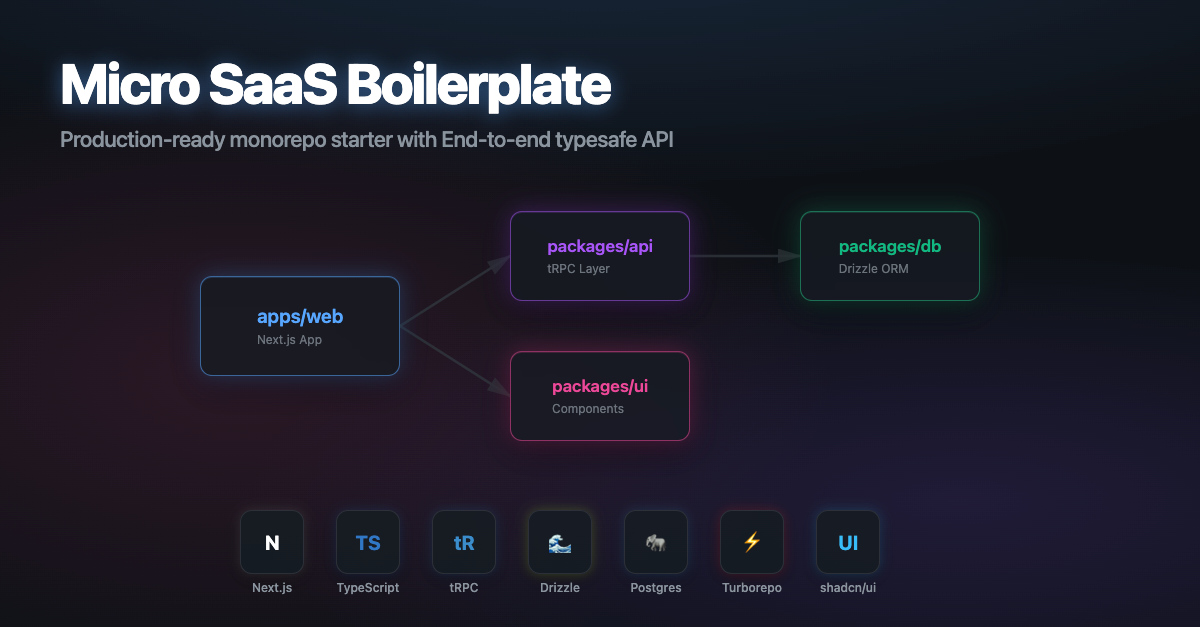 Micro SaaS Boilerplate
Production-ready monorepo starter with End-to-end typesafe API
packages/api
tRPC Layer
packages/db
Drizzle ORM
apps/web
Next.js App
packages/ui
Components
N
TS
tR
UI
Next.js
TypeScript
tRPC
Drizzle
Postgres
Turborepo
shadcn/ui